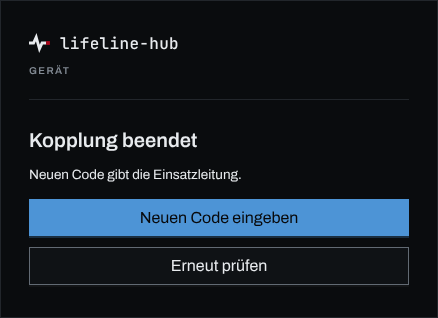 lifeline-hub
GERÄT
Kopplung beendet
Neuen Code gibt die Einsatzleitung.
Neuen Code eingeben
Erneut prüfen